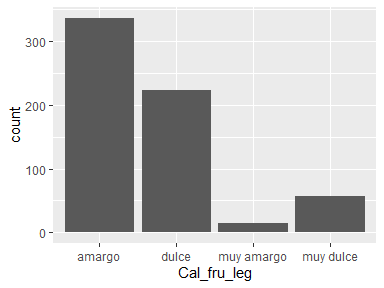 300
200
100
0
count
amargo
dulce
muy amargo
muy dulce
Cal_fru_leg